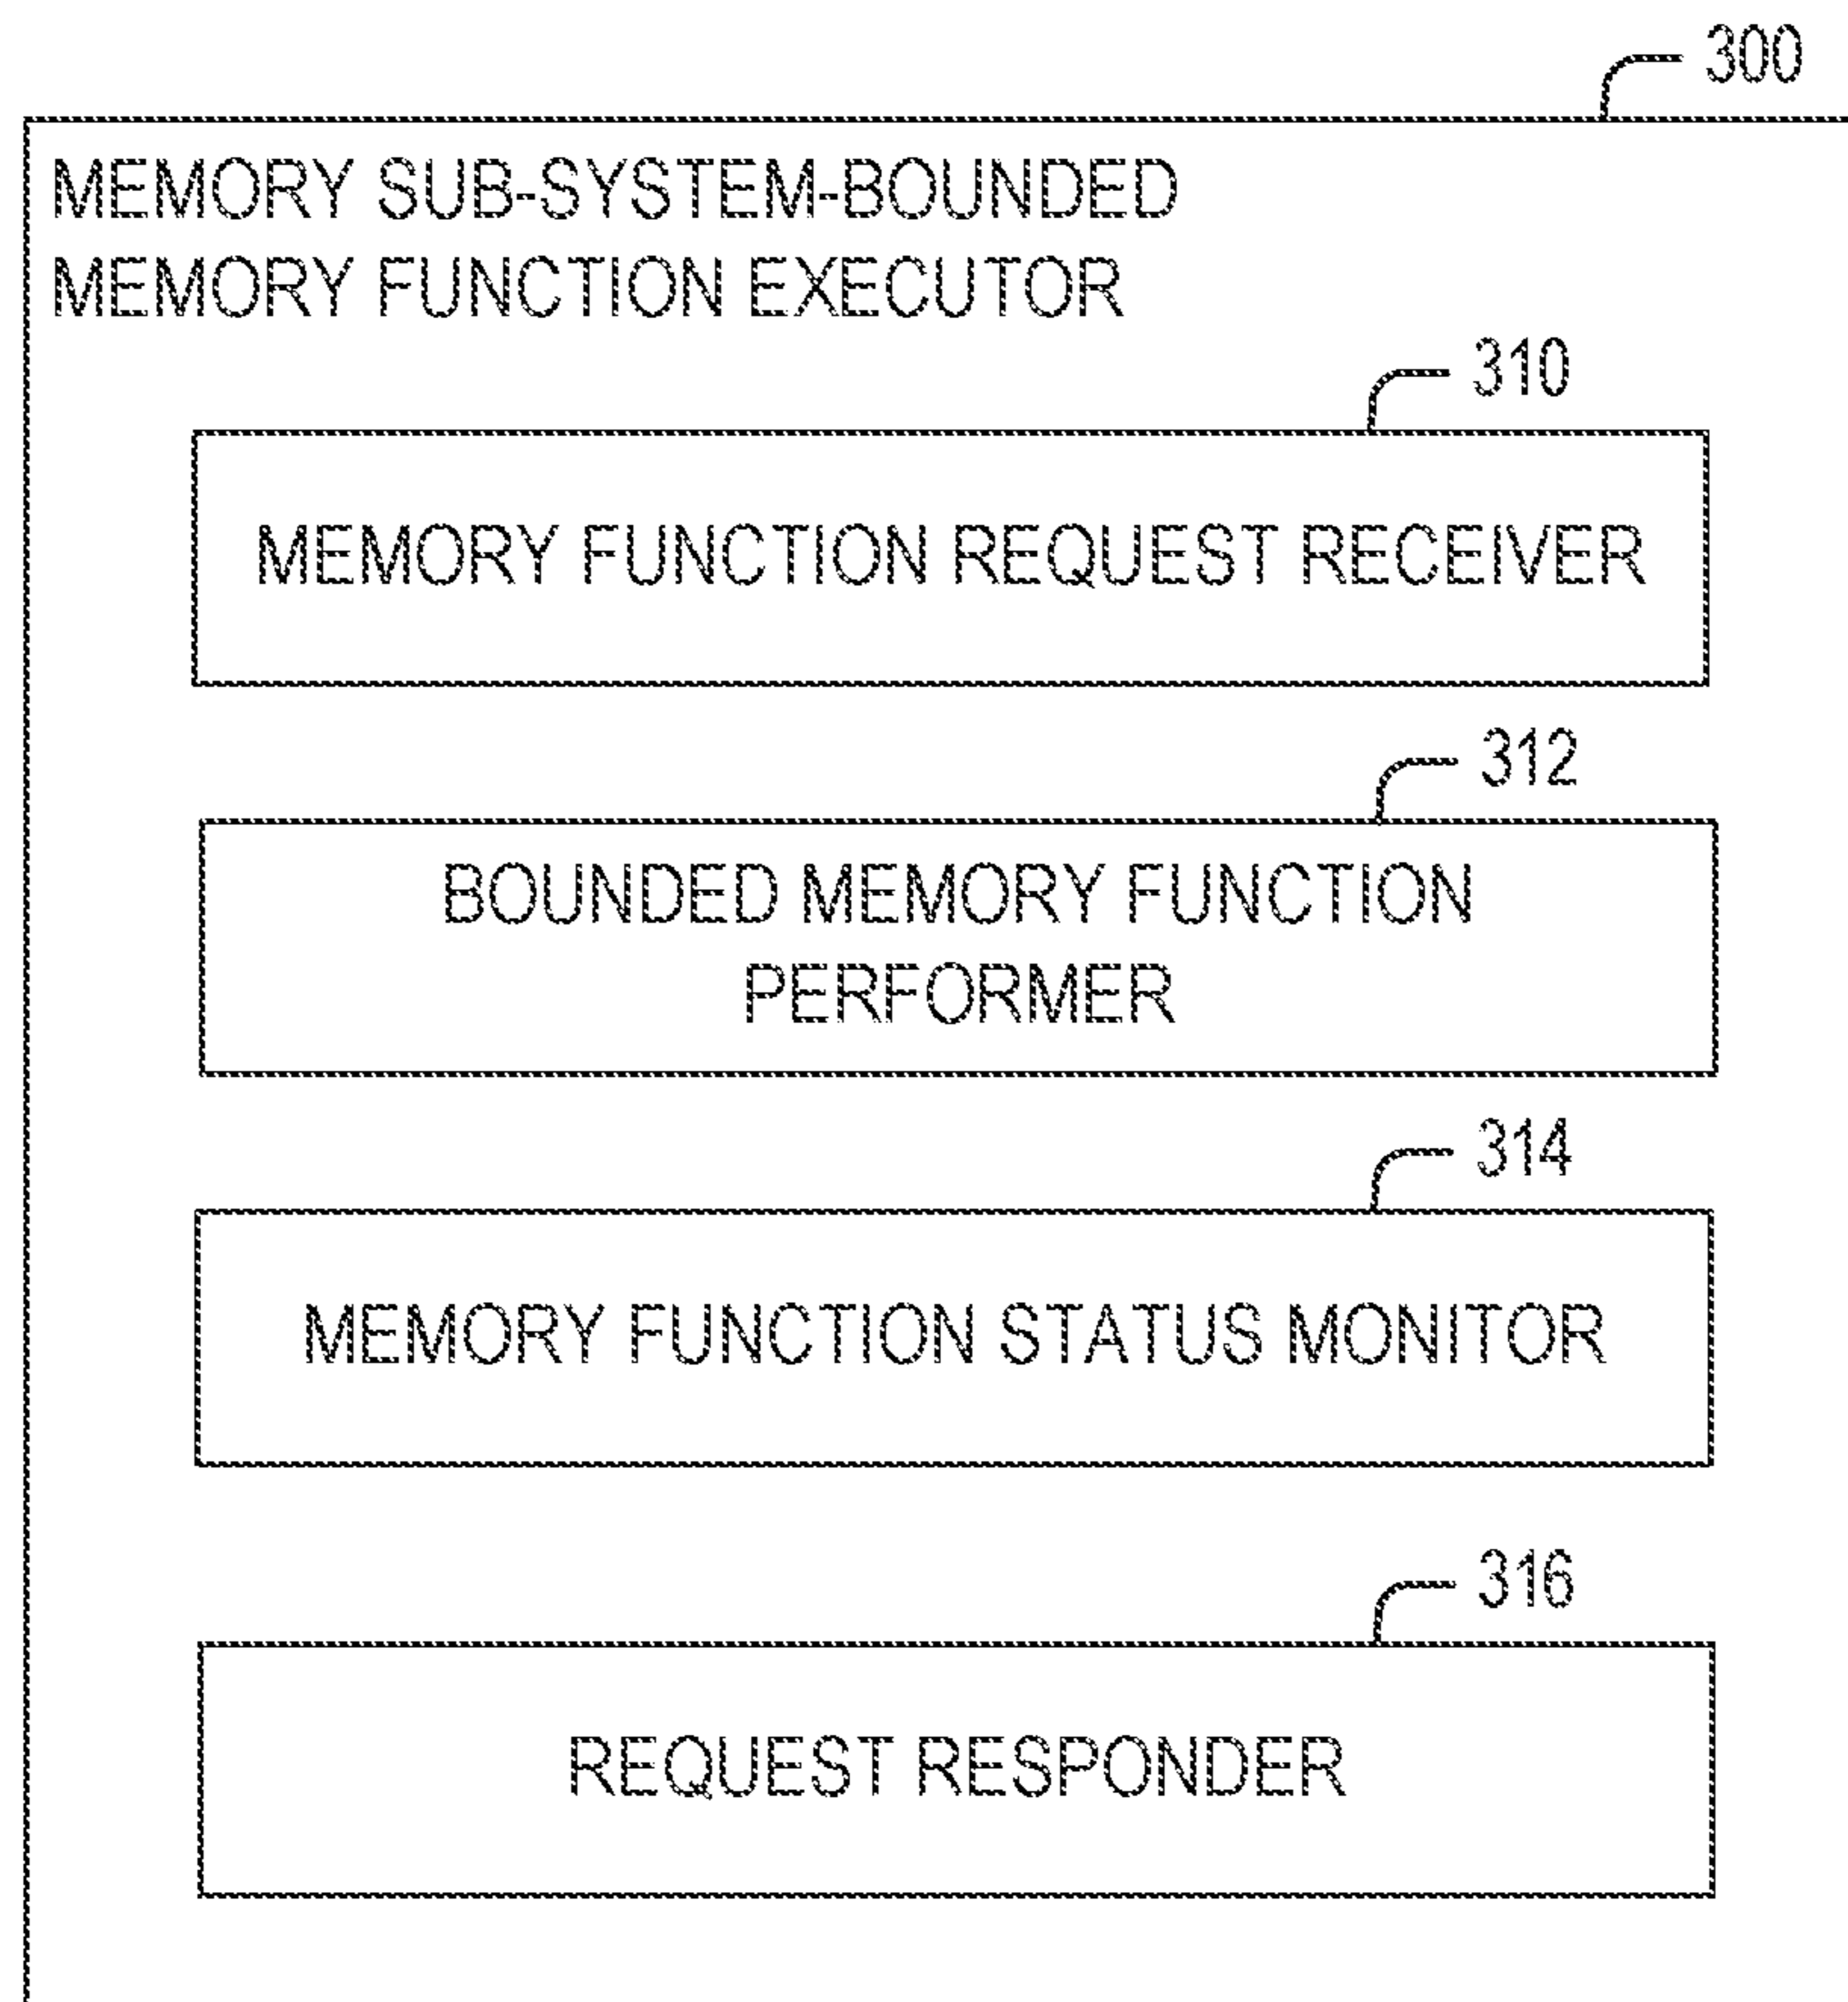 300
MEMORY SUB-SYSTEM-BOUNDED
MEMORY FUNCTION EXECUTOR
310
MEMORY FUNCTION REQUEST RECEIVER
312
BOUNDED MEMORY FUNCTION
PERFORMER
314
MEMORY FUNCTION STATUS MONITOR
316
REQUEST RESPONDER